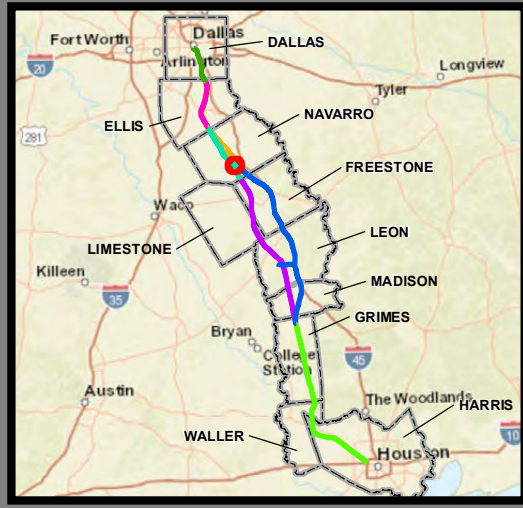 Fort Worth
Dallas
DALLAS
Arlington
20
Longview
Tyler
NAVARRO
ELLIS
281
FREESTONE
Waco
LEON
LIMESTONE
Killeen
35
MADISON
GRIMES
Bryan
College
Station
45
Austin
The Woodlands
HARRIS
WALLER
Houston
10